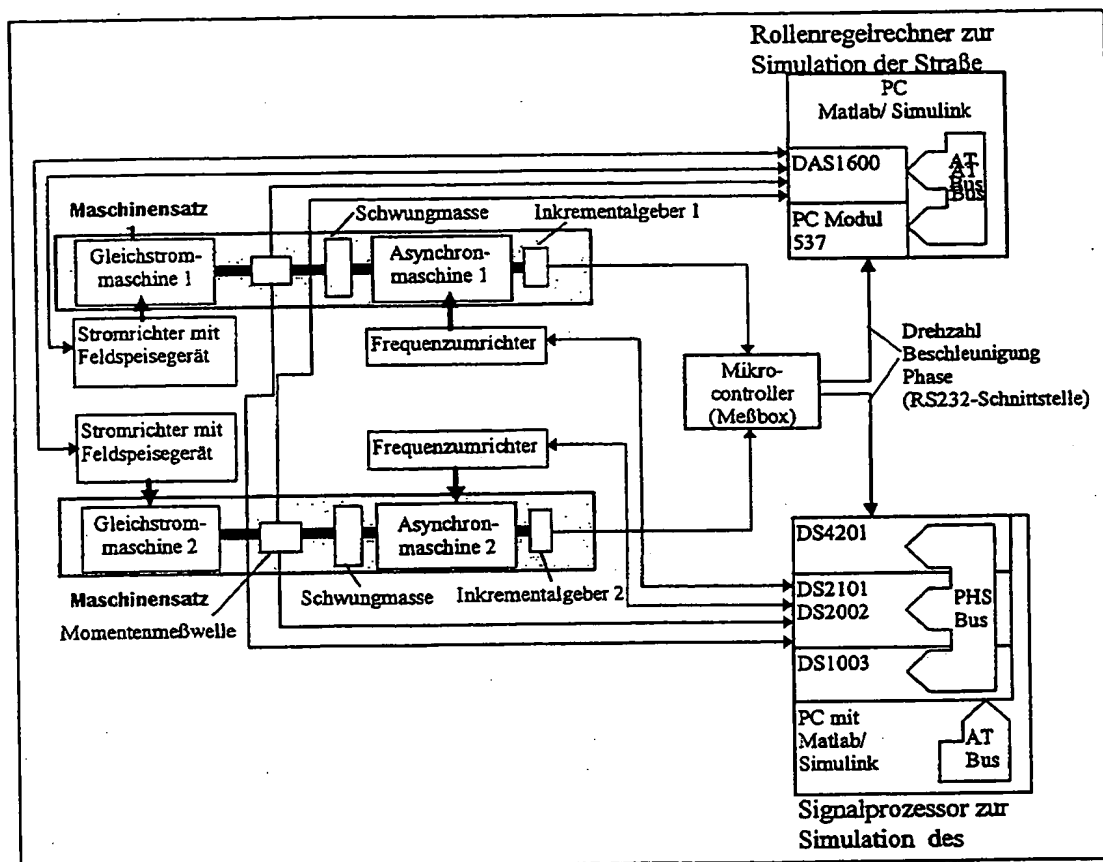 Rollenregelrechner zur
Simulation der Straße
PC
Matlab/ Simulink
DAS1600
AT
AT
Bus
Bus
PC Modul
537
Maschinensatz
1
Schwungmasse
Inkrementalgeber 1
Gleichstrom-
maschine 1
Asynchron-
maschine 1
Stromrichter mit
Feldspeisegerät
Frequenzumrichter
Mikro-
controller
(Meßbox)
Drehzahl
Beschleunigung
Phase
(RS232-Schnittstelle)
Stromrichter mit
Feldspeisegerät
Frequenzumrichter
Gleichstrom-
maschine 2
Asynchron-
maschine 2
Maschinensatz
Schwungmasse
Inkrementalgeber 2
Momentenmeßwelle
DS4201
DS2101
DS2002
PHS
Bus
DS1003
PC mit
Matlab/
Simulink
AT
Bus
Signalprozessor zur
Simulation des